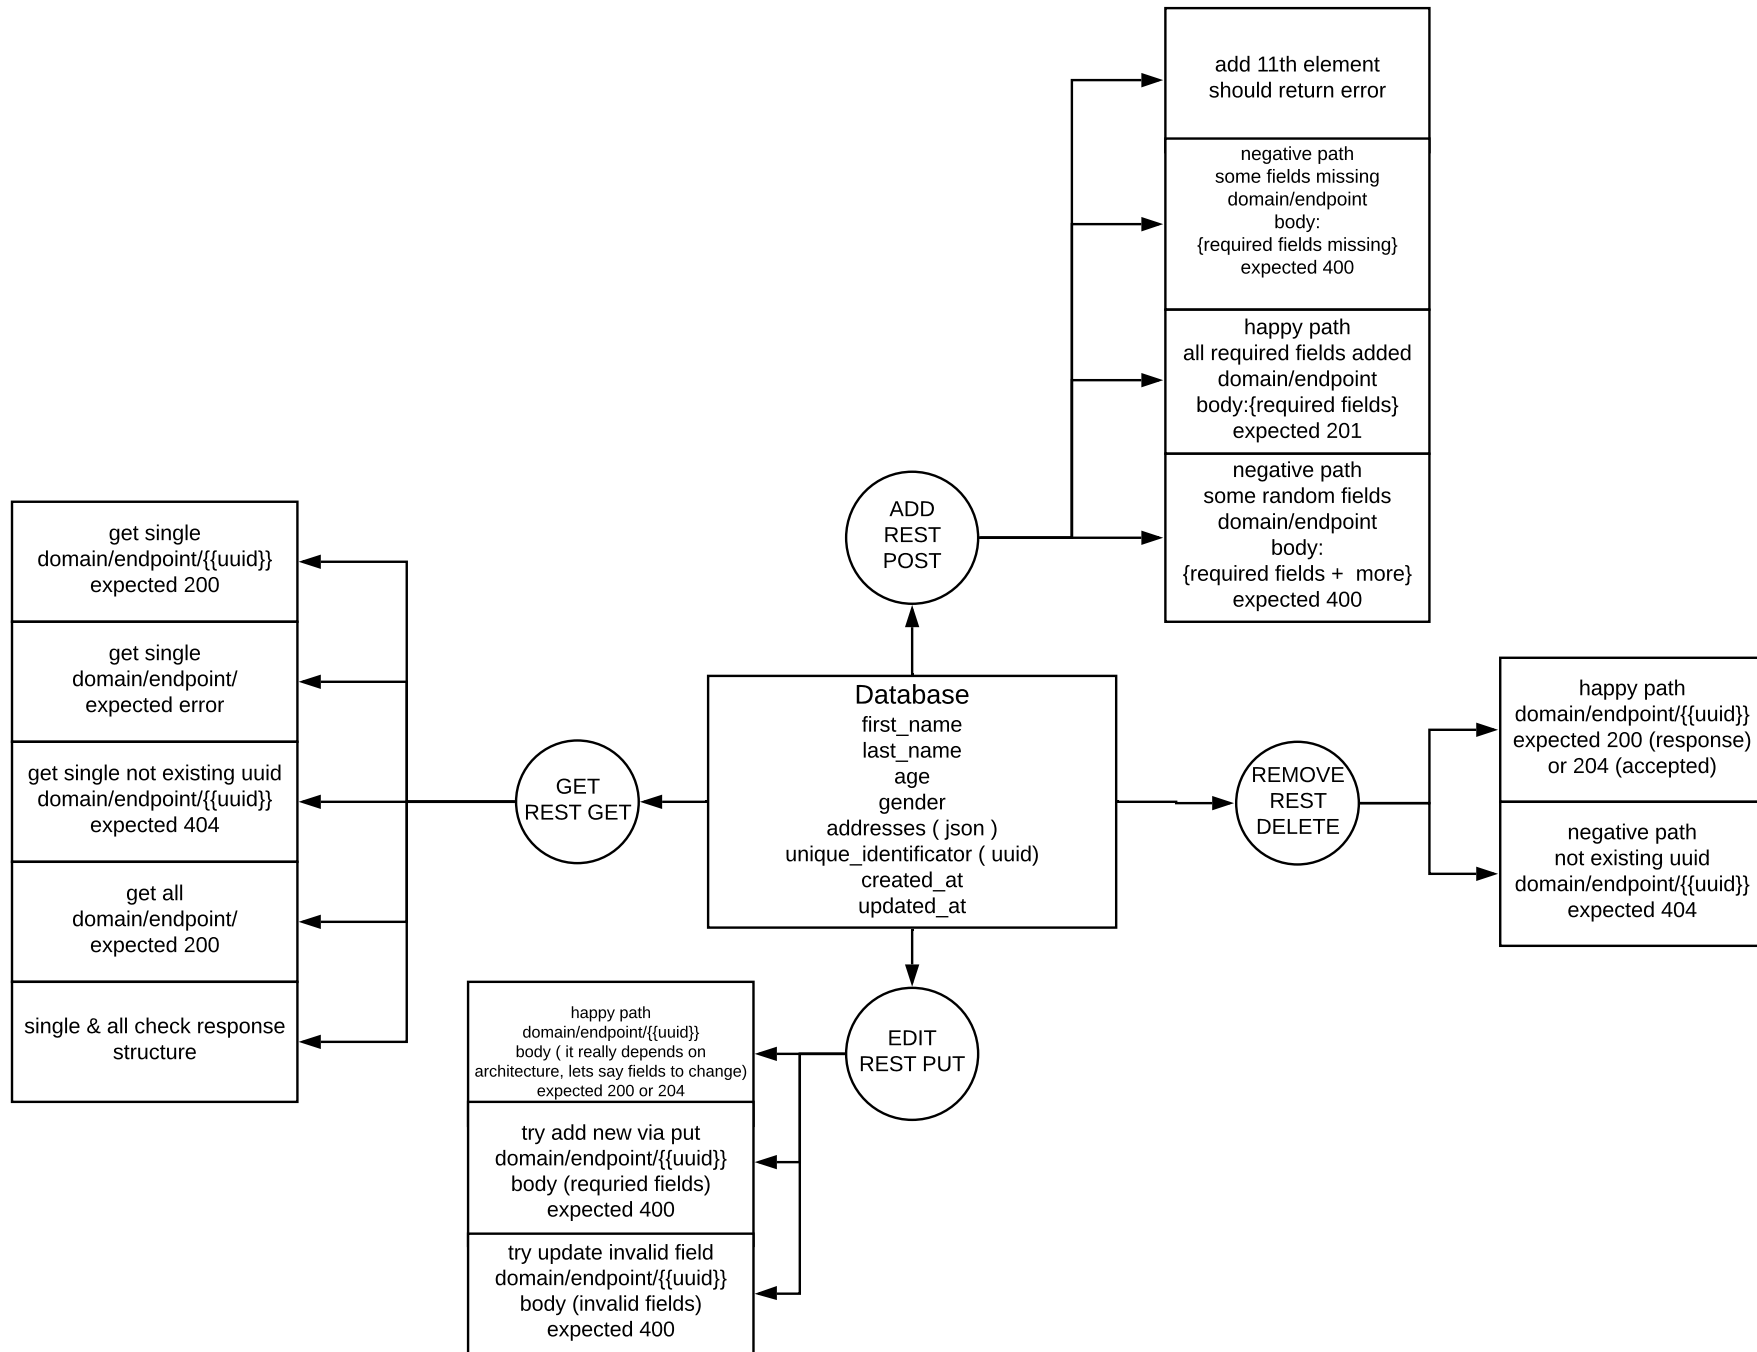 add 11th element
should return error
negative path
some fields missing
domain/endpoint
body:
{required fields missing}
expected 400
happy path
all required fields added
domain/endpoint
body:{required fields}
expected 201
negative path
some random fields
domain/endpoint
body:
{required fields +  more}
expected 400
ADD
REST
POST
get single
domain/endpoint/{{uuid}}
expected 200
get single
domain/endpoint/
expected error
get single not existing uuid
domain/endpoint/{{uuid}}
expected 404
get all
domain/endpoint/
expected 200
single & all check response
structure
GET
REST GET
Database
first_name
last_name
age
gender
addresses ( json )
unique_identificator ( uuid)
created_at
updated_at
REMOVE
REST
DELETE
happy path
domain/endpoint/{{uuid}}
expected 200 (response)
or 204 (accepted)
negative path
not existing uuid
domain/endpoint/{{uuid}}
expected 404
EDIT
REST PUT
happy path
domain/endpoint/{{uuid}}
body ( it really depends on
architecture, lets say fields to change)
expected 200 or 204
try add new via put
domain/endpoint/{{uuid}}
body (requried fields)
expected 400
try update invalid field
domain/endpoint/{{uuid}}
body (invalid fields)
expected 400